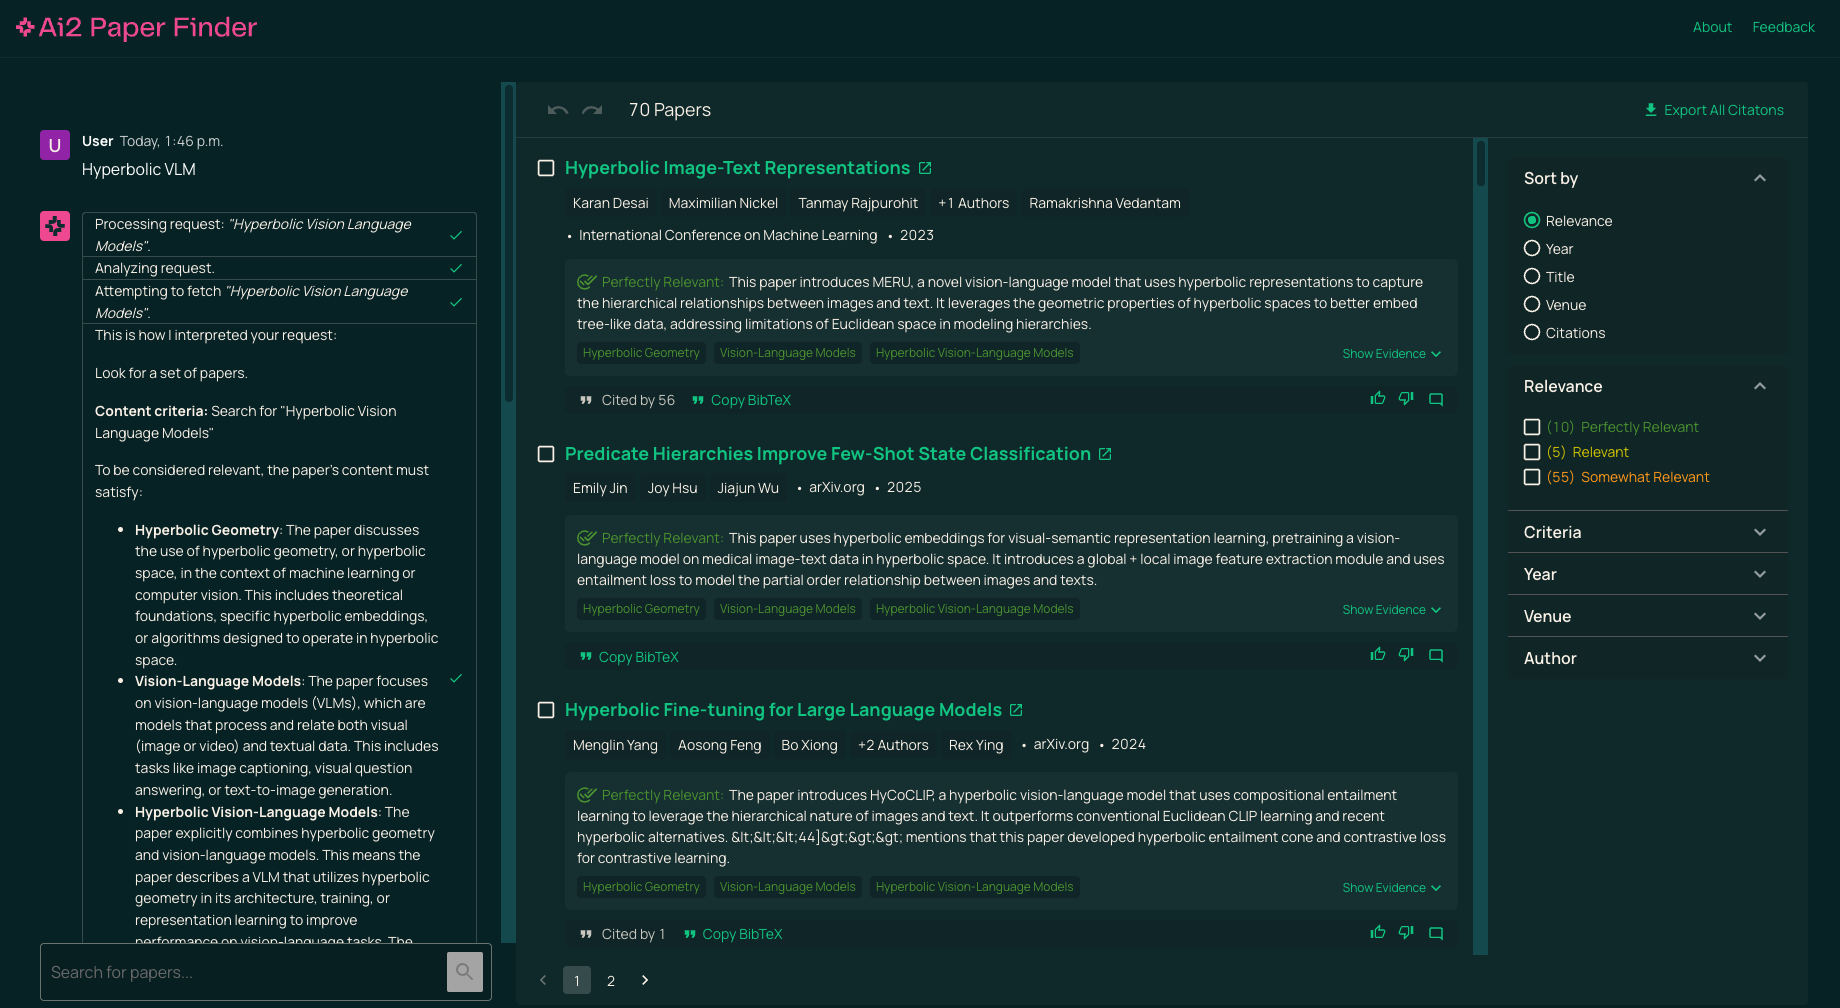 Ai2 Paper Finder
About
Feedback
U
User Today, 1:46 p.m.
Hyperbolic VLM
Processing request: "Hyperbolic Vision Language
Models".
Analyzing request.
Attempting to fetch "Hyperbolic Vision Language
Models".
This is how I interpreted your request:
Look for a set of papers.
Content criteria: Search for "Hyperbolic Vision
Language Models"
To be considered relevant, the paper's content must
satisfy:
• Hyperbolic Geometry: The paper discusses
the use of hyperbolic geometry, or hyperbolic
space, in the context of machine learning or
computer vision. This includes theoretical
foundations, specific hyperbolic embeddings,
or algorithms designed to operate in hyperbolic
space.
• Vision-Language Models: The paper focuses
on vision-language models (VLMs), which are
models that process and relate both visual
(image or video) and textual data. This includes
tasks like image captioning, visual question
answering, or text-to-image generation.
• Hyperbolic Vision-Language Models: The
paper explicitly combines hyperbolic geometry
and vision-language models. This means the
paper describes a VLM that utilizes hyperbolic
geometry in its architecture, training, or
representation learning to improve
performance on vision-language tasks. The
Search for papers...
70 Papers
Export All Citatons
Hyperbolic Image-Text Representations
Karan Desai Maximilian Nickel Tanmay Rajpurohit +1 Authors Ramakrishna Vedantam
• International Conference on Machine Learning • 2023
Perfectly Relevant: This paper introduces MERU, a novel vision-language model that uses hyperbolic representations to capture
the hierarchical relationships between images and text. It leverages the geometric properties of hyperbolic spaces to better embed
tree-like data, addressing limitations of Euclidean space in modeling hierarchies.
Hyperbolic Geometry Vision-Language Models Hyperbolic Vision-Language Models Show Evidence
Cited by 56 Copy BibTeX
Predicate Hierarchies Improve Few-Shot State Classification
Emily Jin Joy Hsu Jiajun Wu • arXiv.org • 2025
Perfectly Relevant: This paper uses hyperbolic embeddings for visual-semantic representation learning, pretraining a vision-
language model on medical image-text data in hyperbolic space. It introduces a global + local image feature extraction module and uses
entailment loss to model the partial order relationship between images and texts.
Hyperbolic Geometry Vision-Language Models Hyperbolic Vision-Language Models Show Evidence
Copy BibTeX
Hyperbolic Fine-tuning for Large Language Models
Menglin Yang Aosong Feng Bo Xiong +2 Authors Rex Ying • arXiv.org • 2024
Perfectly Relevant: The paper introduces HyCoCLIP, a hyperbolic vision-language model that uses compositional entailment
learning to leverage the hierarchical nature of images and text. It outperforms conventional Euclidean CLIP learning and recent
hyperbolic alternatives. &lt;&lt;&lt;44]&gt;&gt;&gt; mentions that this paper developed hyperbolic entailment cone and contrastive loss
for contrastive learning.
Hyperbolic Geometry Vision-Language Models Hyperbolic Vision-Language Models Show Evidence
Cited by 1 Copy BibTeX
1 2
Sort by
Relevance
Year
Title
Venue
Citations
Relevance
(10) Perfectly Relevant
(5) Relevant
(55) Somewhat Relevant
Criteria
Year
Venue
Author